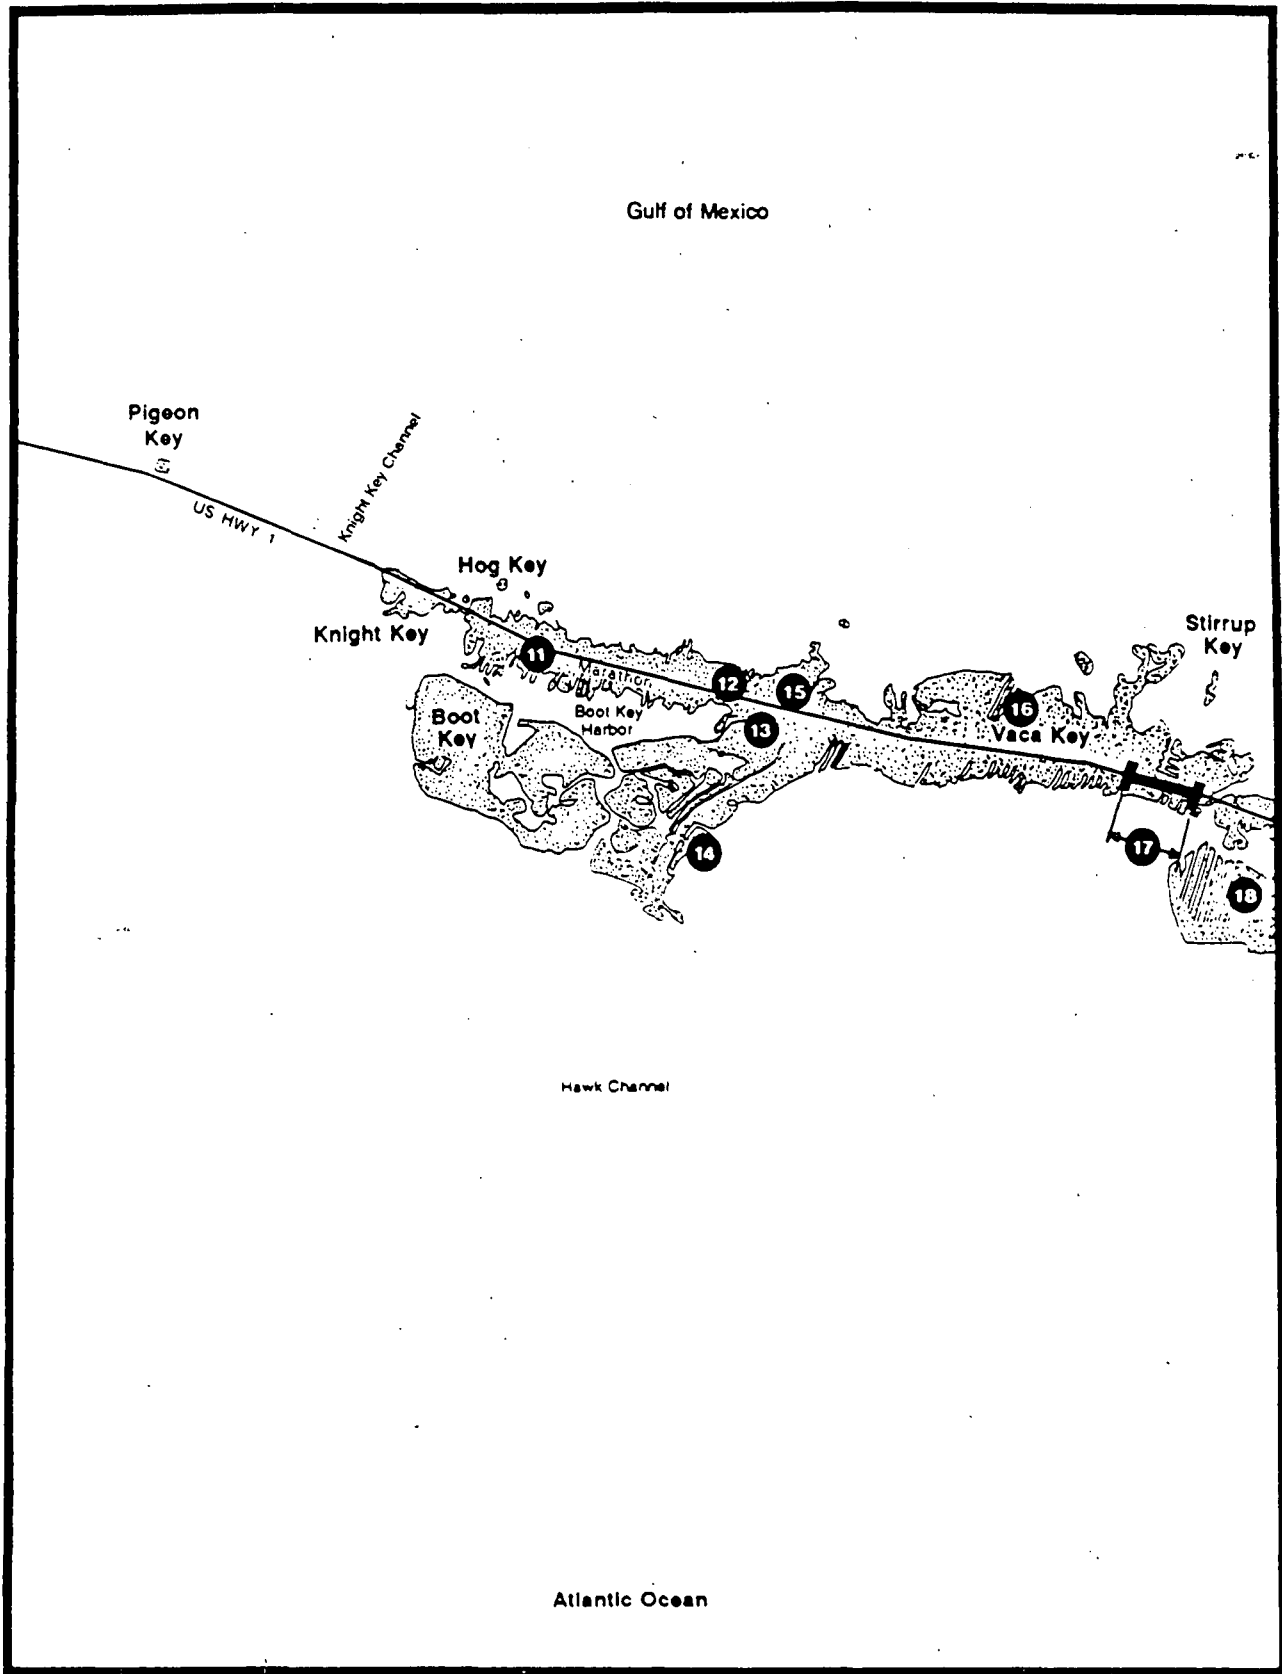 Gulf of Mexico
Pigeon
Key
Knight Key Channel
US HWY 1
Hog Key
Knight Key
Stirrup
Key
11
Marathon
12
15
16
Boot Key
Harbor
Boot
Key
13
Vaca Key
14
17
18
Hawk Channel
Atlantic Ocean